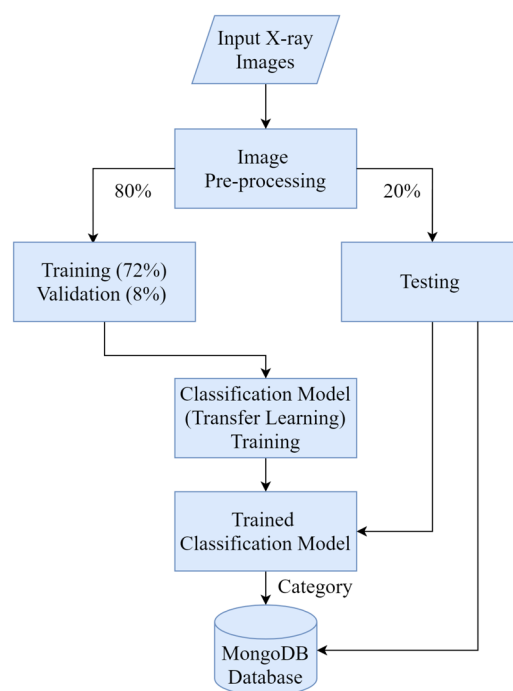 Input X-ray
Images
Image
Pre-processing
80%
20%
Training (72%)
Validation (8%)
Testing
Classification Model
(Transfer Learning)
Training
Trained
Classification Model
Category
MongoDB
Database